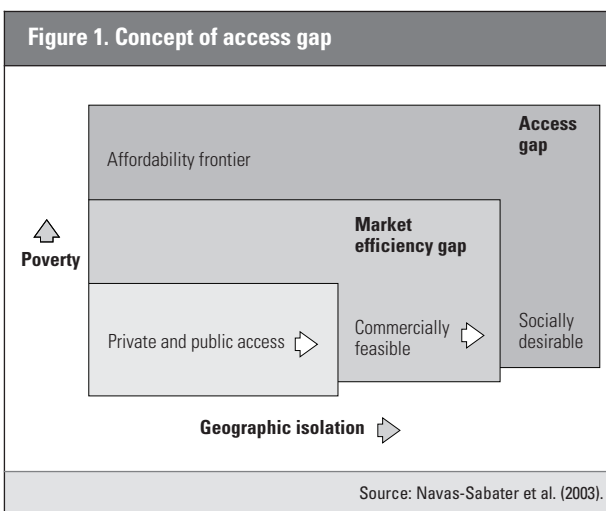 Figure 1. Concept of access gap
Access
gap
Affordability frontier
Market
efficiency gap
Poverty
Private and public access
Commercially
feasible
Socially
desirable
Geographic isolation
Source: Navas-Sabater et al. (2003).